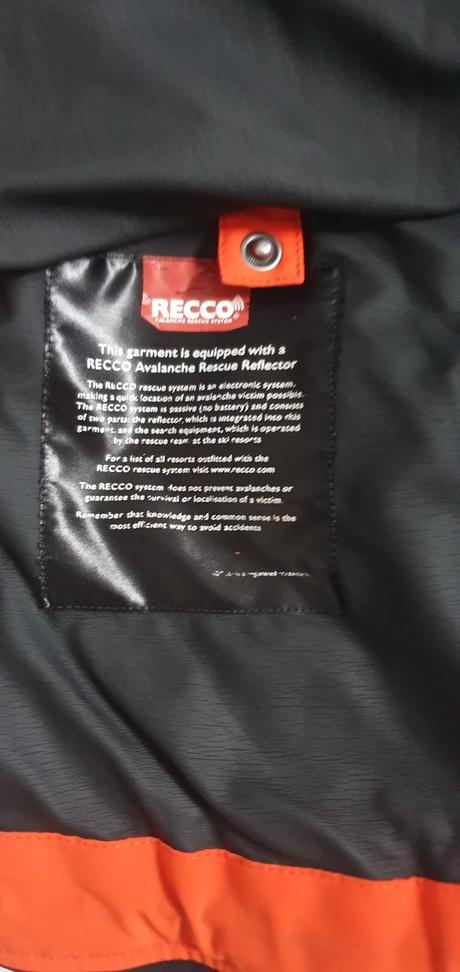 RECCO
AVALANCHE RESCUE SYSTEM
This garment is equipped with a
RECCO Avalanche Rescue Reflector
The RECCO rescue system is an electronic system,
making a quick location of an avalanche victim possible.
The RECCO system is passive (no battery) and consists
of two parts: the reflector, which is integrated into this
garment, and the search equipment, which is operated
by the rescue team at the ski resorts
For a list of all resorts outfitted with the
RECCO rescue system visit www.recco.com
The RECCO system does not prevent avalanches or
guarantee the survival or localisation of a victim.
Remember that knowledge and common sense is the
most efficient way to avoid accidents
is a registered trademark